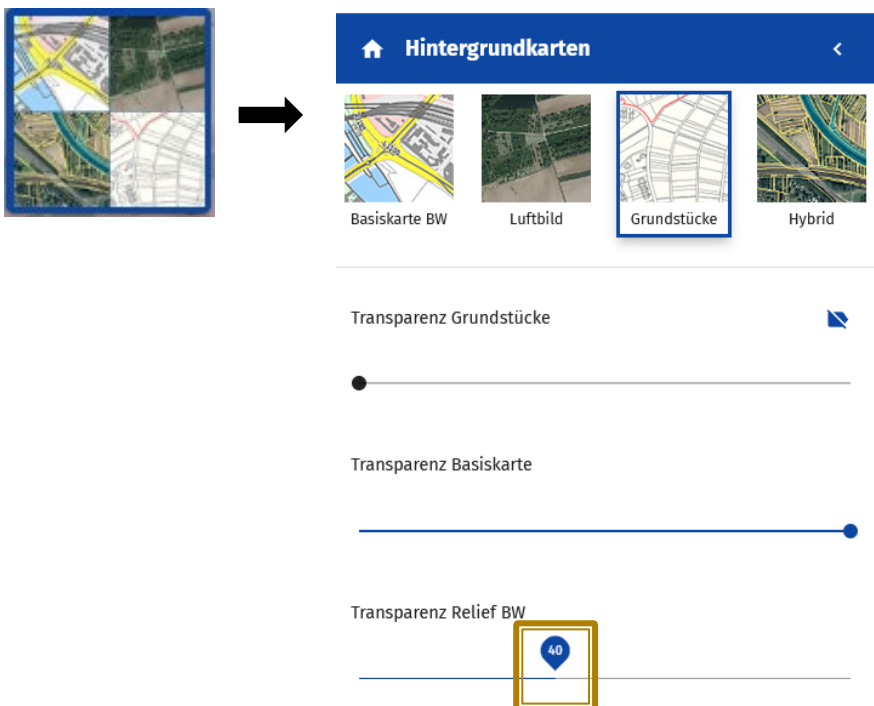 Hintergrundkarten
Basiskarte BW
Luftbild
Grundstücke
Hybrid
Transparenz Grundstücke
Transparenz Basiskarte
Transparenz Relief BW
40